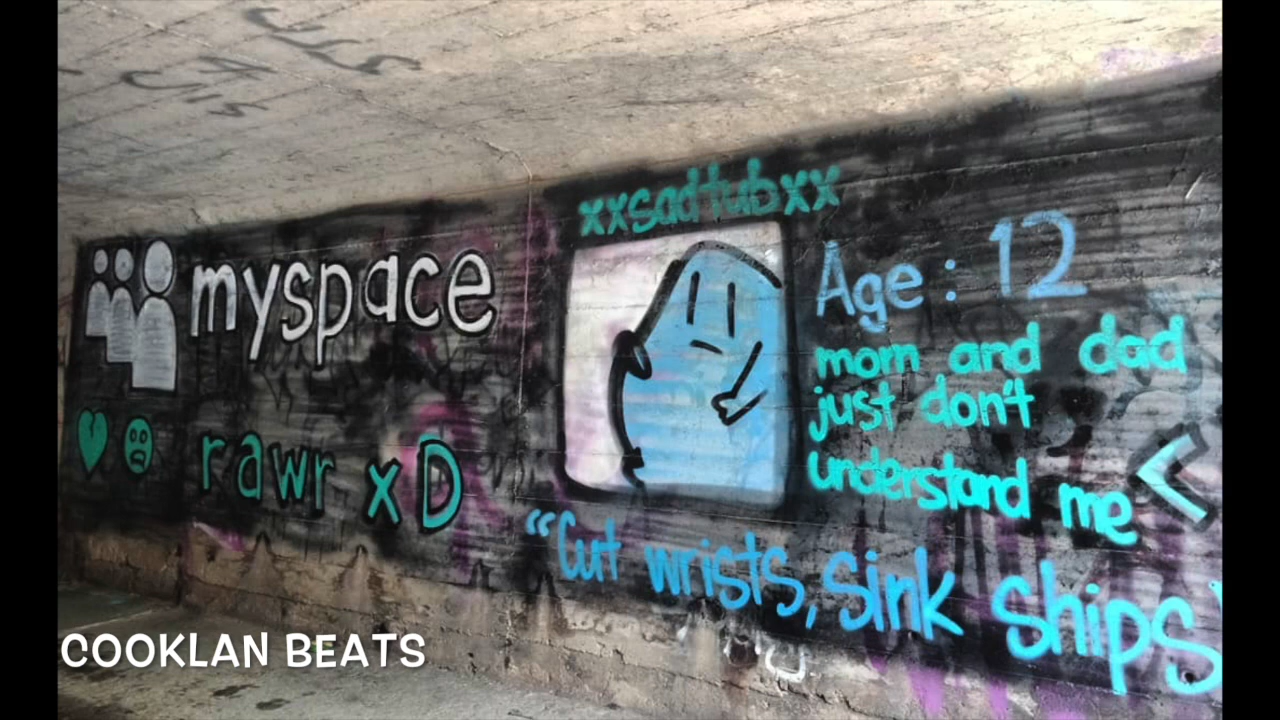 myspace
rawr xD
xxsadtubxx
Age: 12
mom and dad
just don't
understand me
"Cut wrists, sink ships"
COOKLAN BEATS